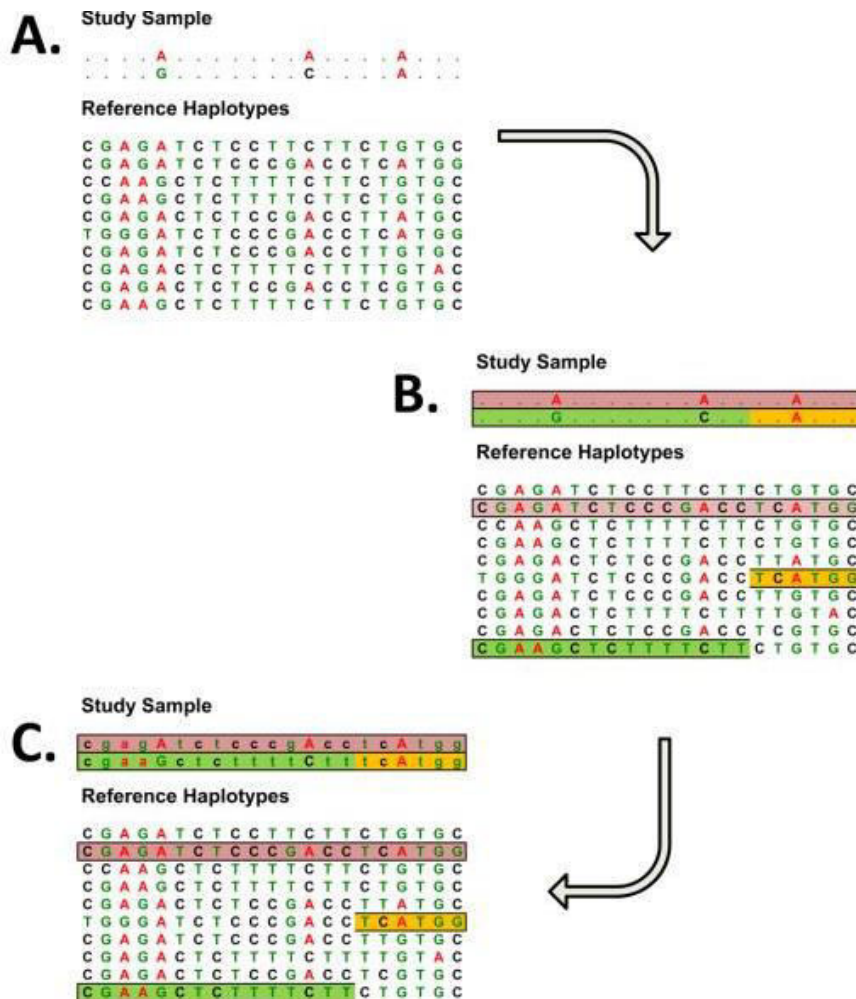 A.
Study Sample
. . . . A . . . . . . . A . . . . A . . .
. . . . G . . . . . . . C . . . . A . . .
Reference Haplotypes
C G A G A T C T C C T T C T T C T G T G C
C G A G A T C T C C C G A C C T C A T G G
C C A A G C T C T T T T C T T C T G T G C
C G A A G C T C T T T T C T T C T G T G C
C G A G A C T C T C C G A C C T T A T G C
T G G G A T C T C C C G A C C T C A T G G
C G A G A T C T C C C G A C C T T G T G C
C G A G A C T C T T T T C T T T T G T A C
C G A G A C T C T C C G A C C T C G T G C
C G A A G C T C T T T T C T T C T G T G C
B.
Study Sample
. . . . A . . . . . . . A . . . . A . . .
. . . . G . . . . . . . C . . . . A . . .
Reference Haplotypes
C G A G A T C T C C T T C T T C T G T G C
C G A G A T C T C C C G A C C T C A T G G
C C A A G C T C T T T T C T T C T G T G C
C G A A G C T C T T T T C T T C T G T G C
C G A G A C T C T C C G A C C T T A T G C
T G G G A T C T C C C G A C C T C A T G G
C G A G A T C T C C C G A C C T T G T G C
C G A G A C T C T T T T C T T T T G T A C
C G A G A C T C T C C G A C C T C G T G C
C G A A G C T C T T T T C T T C T G T G C
C.
Study Sample
c g a g A t c t c c c g A c c t c A t g g
c g a a G c t c t t t t C t t t c A t g g
Reference Haplotypes
C G A G A T C T C C T T C T T C T G T G C
C G A G A T C T C C C G A C C T C A T G G
C C A A G C T C T T T T C T T C T G T G C
C G A A G C T C T T T T C T T C T G T G C
C G A G A C T C T C C G A C C T T A T G C
T G G G A T C T C C C G A C C T C A T G G
C G A G A T C T C C C G A C C T T G T G C
C G A G A C T C T T T T C T T T T G T A C
C G A G A C T C T C C G A C C T C G T G C
C G A A G C T C T T T T C T T C T G T G C